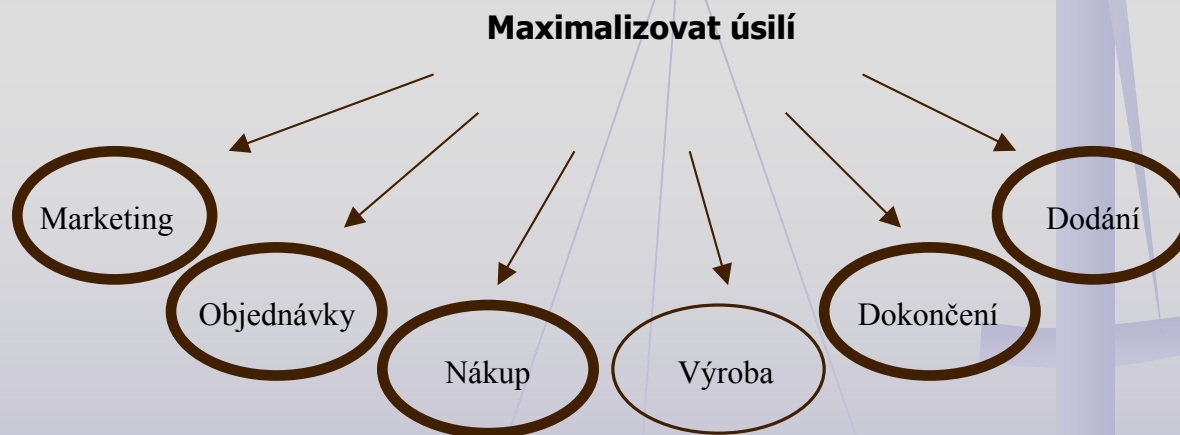 Maximalizovat úsilí
Marketing
Objednávky
Nákup
Výroba
Dokončení
Dodání